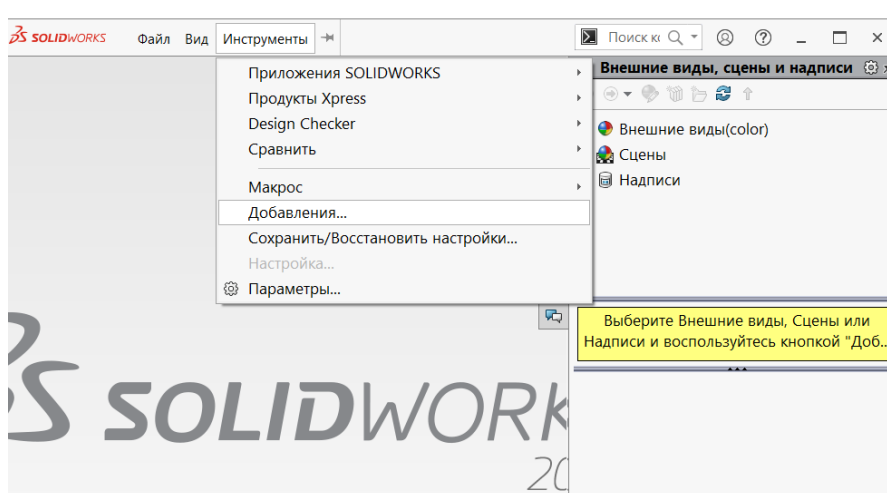 SOLIDWORKS Файл Вид Инструменты Поиск
Приложения SOLIDWORKS
Продукты Xpress
Design Checker
Сравнить
Макрос
Добавления...
Сохранить/Восстановить настройки...
Настройка...
Параметры...
Внешние виды, сцены и надписи
Внешние виды(color)
Сцены
Надписи
Выберите Внешние виды, Сцены или
Надписи и воспользуйтесь кнопкой "Доб...
SOLIDWORK
20